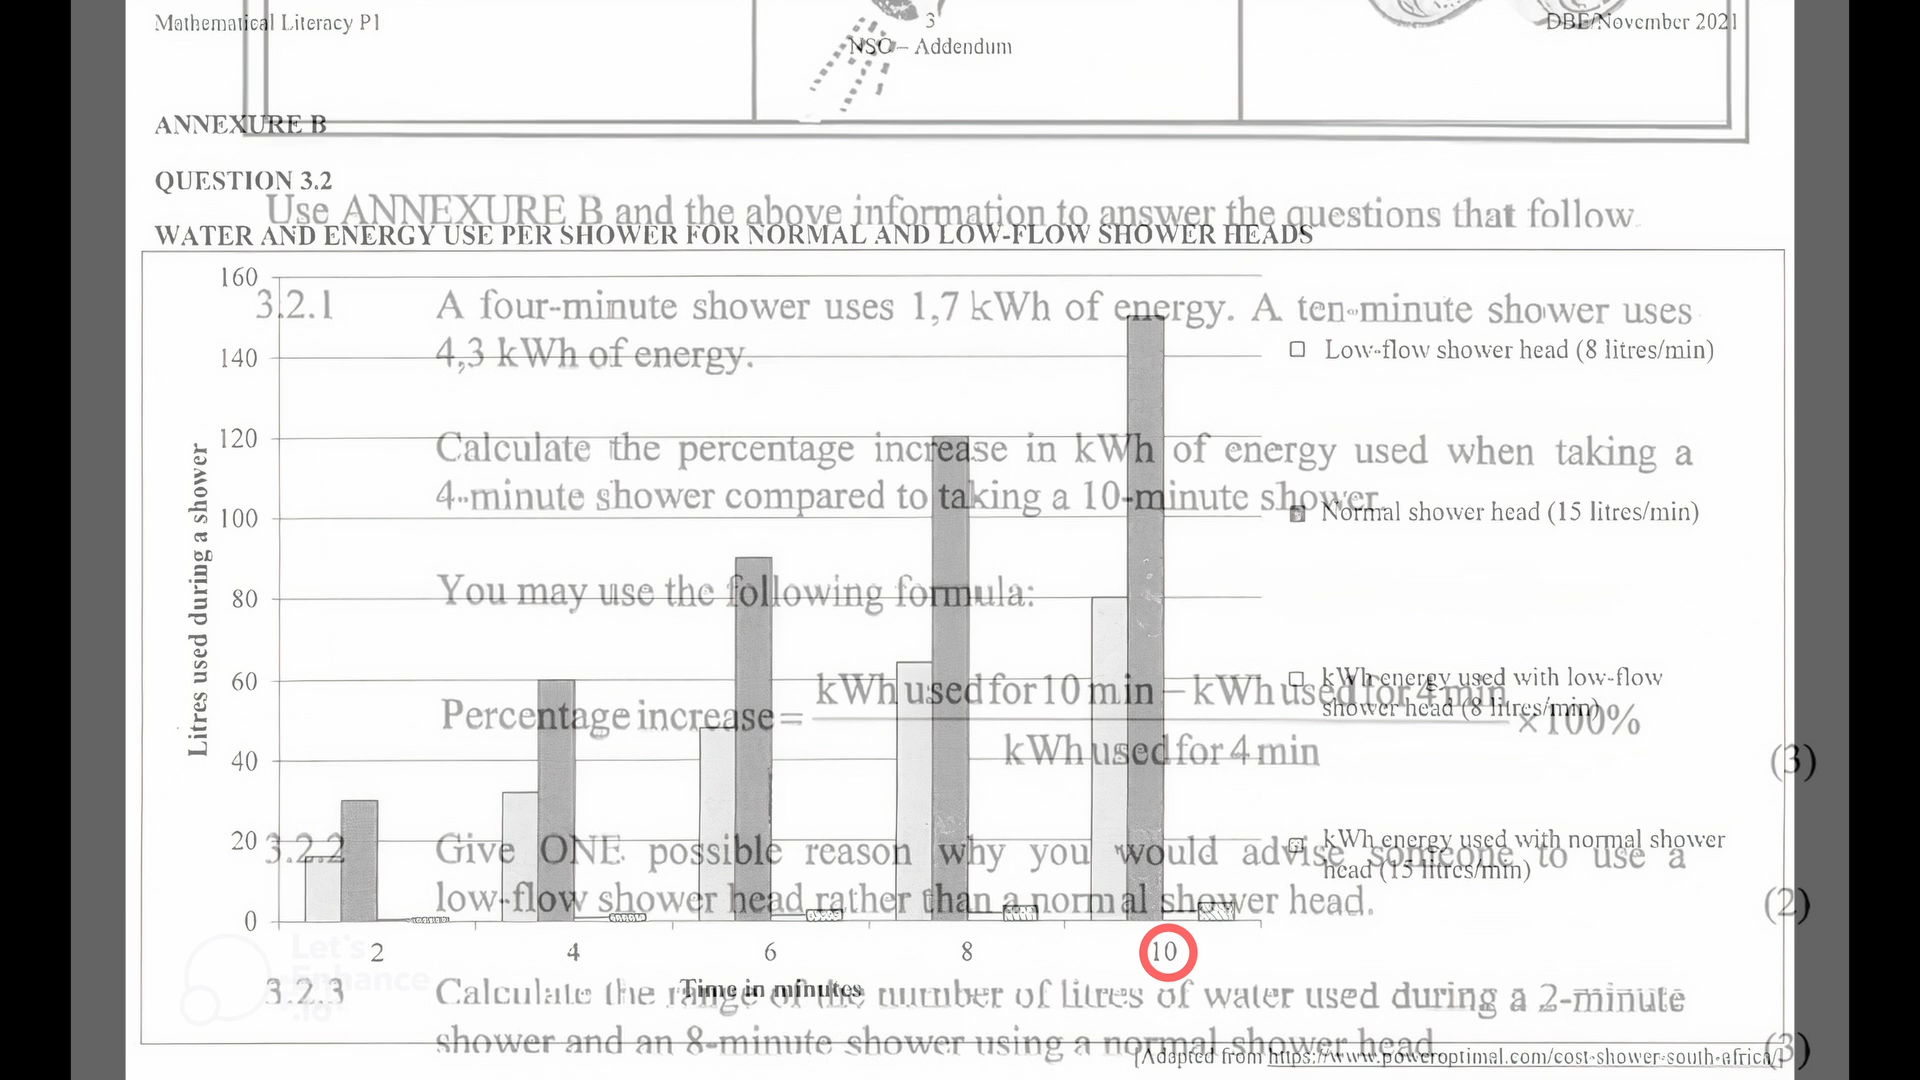 Mathematical Literacy P1
3
DBE/November 2021
NSC – Addendum
ANNEXURE B
QUESTION 3.2
Use ANNEXURE B and the above information to answer the questions that follow.
WATER AND ENERGY USE PER SHOWER FOR NORMAL AND LOW-FLOW SHOWER HEADS
160
3.2.1 A four-minute shower uses 1,7 kWh of energy. A ten-minute shower uses
4,3 kWh of energy.
140
Low-flow shower head (8 litres/min)
120
Calculate the percentage increase in kWh of energy used when taking a
4-minute shower compared to taking a 10-minute shower.
100
Normal shower head (15 litres/min)
Litres used during a shower
80
You may use the following formula:
60
kWh energy used with low-flow
shower head (8 litres/min)
Percentage increase = kWh used for 10 min – kWh used for 4 min
kWh used for 4 min
×100%
40
(3)
20
kWh energy used with normal shower
head (15 litres/min)
3.2.2 Give ONE possible reason why you would advise someone to use a
low-flow shower head rather than a normal shower head.
(2)
0
2 4 6 8 10
Let's
Enhance
.io
Time in minutes
3.2.3 Calculate the range of the number of litres of water used during a 2-minute
shower and an 8-minute shower using a normal shower head
(3)
[Adapted from https://www.poweroptimal.com/cost-shower-south-africa/]